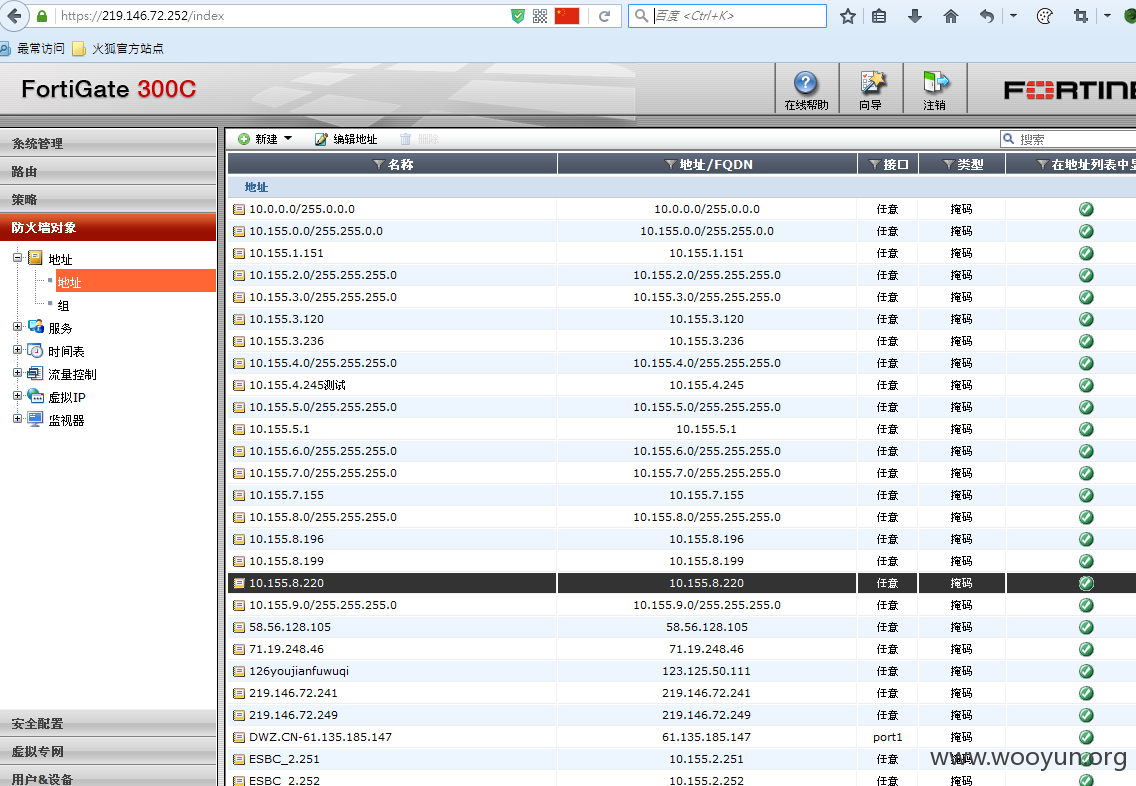 https://219.146.72.252/index
百度 <Ctrl+K>
最常访问 火狐官方站点
FortiGate 300C
在线帮助 向导 注销
系统管理
路由
策略
防火墙对象
地址
地址
组
服务
时间表
流量控制
虚拟IP
监视器
安全配置
虚拟专网
用户&设备
新建 编辑地址 删除 搜索
名称 地址/FQDN 接口 类型 在地址列表中
地址
10.0.0.0/255.0.0.0 10.0.0.0/255.0.0.0 任意 掩码
10.155.0.0/255.255.0.0 10.155.0.0/255.255.0.0 任意 掩码
10.155.1.151 10.155.1.151 任意 掩码
10.155.2.0/255.255.255.0 10.155.2.0/255.255.255.0 任意 掩码
10.155.3.0/255.255.255.0 10.155.3.0/255.255.255.0 任意 掩码
10.155.3.120 10.155.3.120 任意 掩码
10.155.3.236 10.155.3.236 任意 掩码
10.155.4.0/255.255.255.0 10.155.4.0/255.255.255.0 任意 掩码
10.155.4.245测试 10.155.4.245 任意 掩码
10.155.5.0/255.255.255.0 10.155.5.0/255.255.255.0 任意 掩码
10.155.5.1 10.155.5.1 任意 掩码
10.155.6.0/255.255.255.0 10.155.6.0/255.255.255.0 任意 掩码
10.155.7.0/255.255.255.0 10.155.7.0/255.255.255.0 任意 掩码
10.155.7.155 10.155.7.155 任意 掩码
10.155.8.0/255.255.255.0 10.155.8.0/255.255.255.0 任意 掩码
10.155.8.196 10.155.8.196 任意 掩码
10.155.8.199 10.155.8.199 任意 掩码
10.155.8.220 10.155.8.220 任意 掩码
10.155.9.0/255.255.255.0 10.155.9.0/255.255.255.0 任意 掩码
58.56.128.105 58.56.128.105 任意 掩码
71.19.248.46 71.19.248.46 任意 掩码
126youjianfuwuqi 123.125.50.111 任意 掩码
219.146.72.241 219.146.72.241 任意 掩码
219.146.72.249 219.146.72.249 任意 掩码
DWZ.CN-61.135.185.147 61.135.185.147 port1 掩码
ESBC_2.251 10.155.2.251 任意 掩码
ESBC_2.252 10.155.2.252 任意 掩码
www.wooyun.org